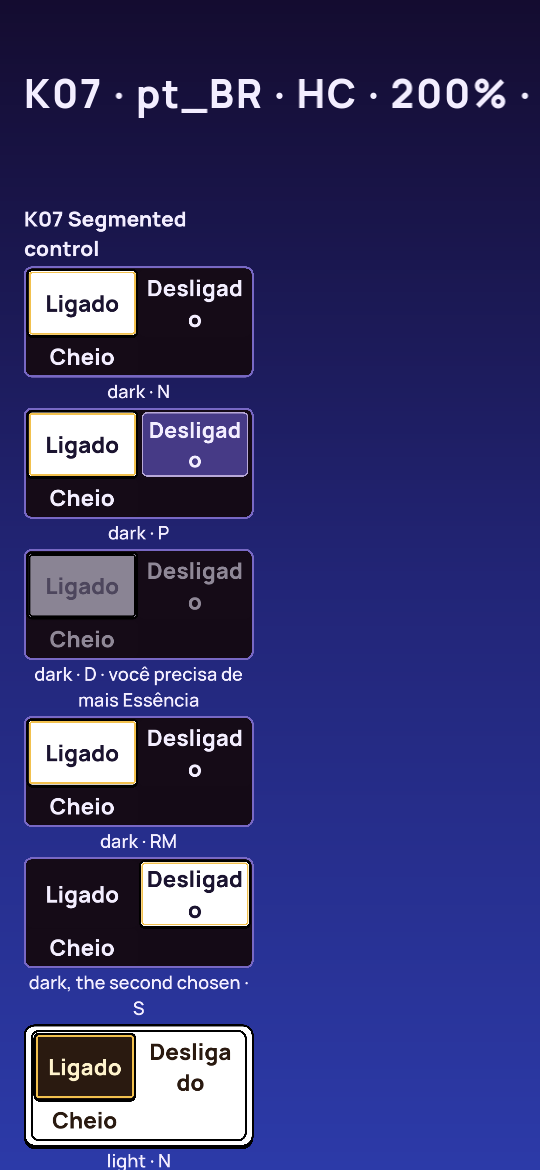 K07 · pt_BR · HC · 200% ·
K07 Segmented
control
Ligado
Desligad
o
Cheio
dark · N
Ligado
Desligad
o
Cheio
dark · P
Ligado
Desligad
o
Cheio
dark · D · você precisa de
mais Essência
Ligado
Desligad
o
Cheio
dark · RM
Ligado
Desligad
o
Cheio
dark, the second chosen ·
S
Ligado
Desliga
do
Cheio
light · N